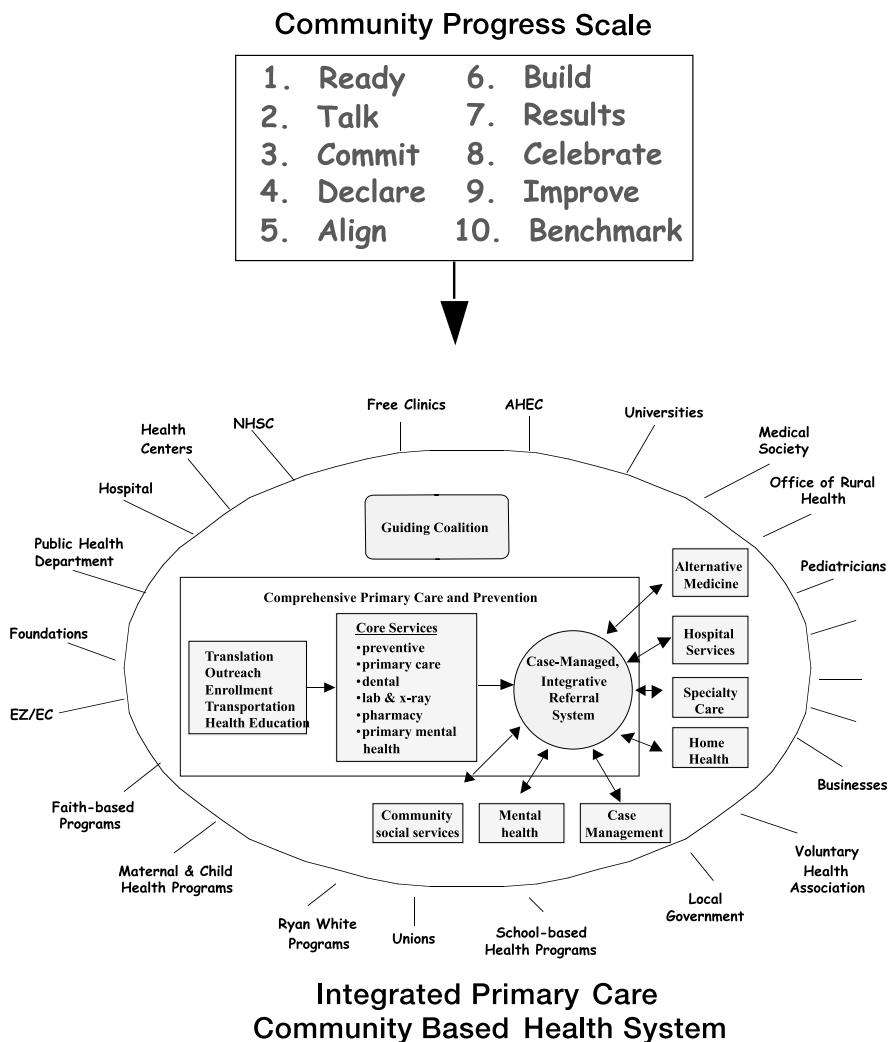 Community Progress Scale
1. Ready
2. Talk
3. Commit
4. Declare
5. Align
6. Build
7. Results
8. Celebrate
9. Improve
10. Benchmark
Free Clinics
AHEC
Universities
NHSC
Health
Centers
Medical
Society
Hospital
Office of Rural
Health
Public Health
Department
Pediatricians
Foundations
EZ/EC
Faith-based
Programs
Businesses
Maternal & Child
Health Programs
Voluntary
Health
Association
Ryan White
Programs
Unions
School-based
Health Programs
Local
Government
Guiding Coalition
Comprehensive Primary Care and Prevention
Translation
Outreach
Enrollment
Transportation
Health Education
Core Services
•preventive
•primary care
•dental
•lab & x-ray
•pharmacy
•primary mental
health
Case-Managed,
Integrative
Referral
System
Alternative
Medicine
Hospital
Services
Specialty
Care
Home
Health
Community
social services
Mental
health
Case
Management
Integrated Primary Care
Community Based Health System